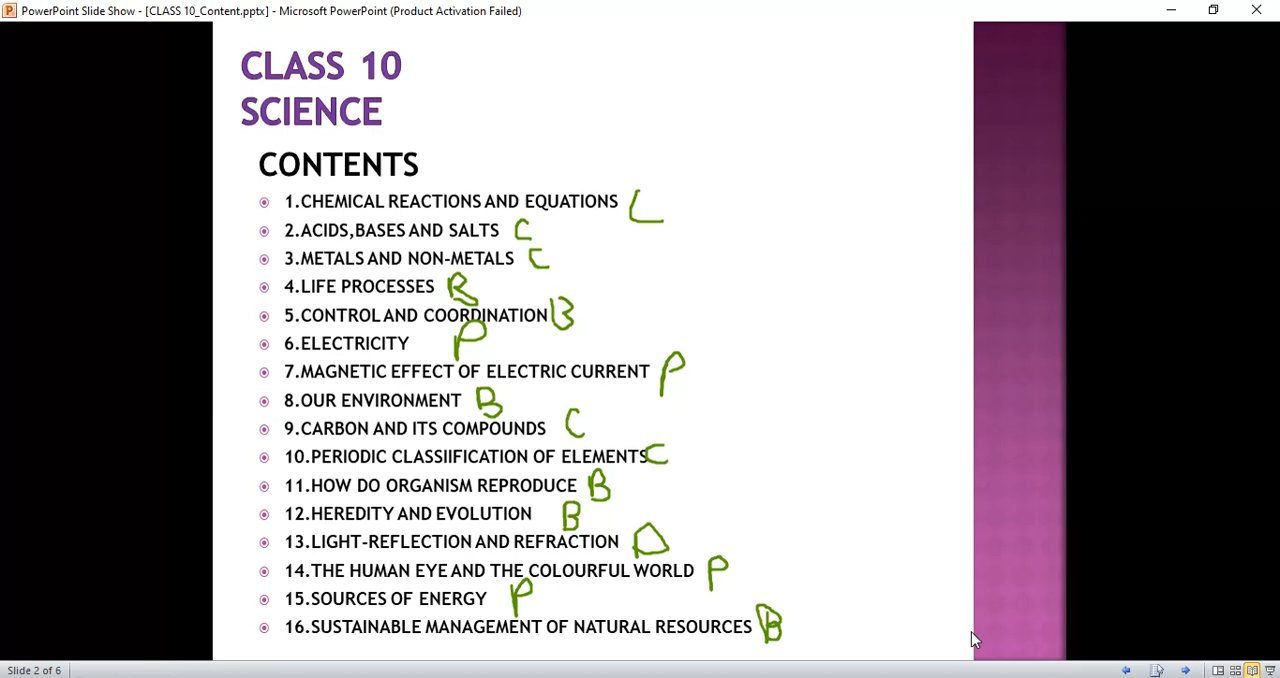 PowerPoint Slide Show - [CLASS 10_Content.pptx] - Microsoft PowerPoint (Product Activation Failed)
CLASS 10
SCIENCE
CONTENTS
1.CHEMICAL REACTIONS AND EQUATIONS C
2.ACIDS,BASES AND SALTS C
3.METALS AND NON-METALS C
4.LIFE PROCESSES B
5.CONTROL AND COORDINATION B
6.ELECTRICITY P
7.MAGNETIC EFFECT OF ELECTRIC CURRENT P
8.OUR ENVIRONMENT B
9.CARBON AND ITS COMPOUNDS C
10.PERIODIC CLASSIIFICATION OF ELEMENTS C
11.HOW DO ORGANISM REPRODUCE B
12.HEREDITY AND EVOLUTION B
13.LIGHT-REFLECTION AND REFRACTION
14.THE HUMAN EYE AND THE COLOURFUL WORLD P
15.SOURCES OF ENERGY P
16.SUSTAINABLE MANAGEMENT OF NATURAL RESOURCES B
Slide 2 of 6